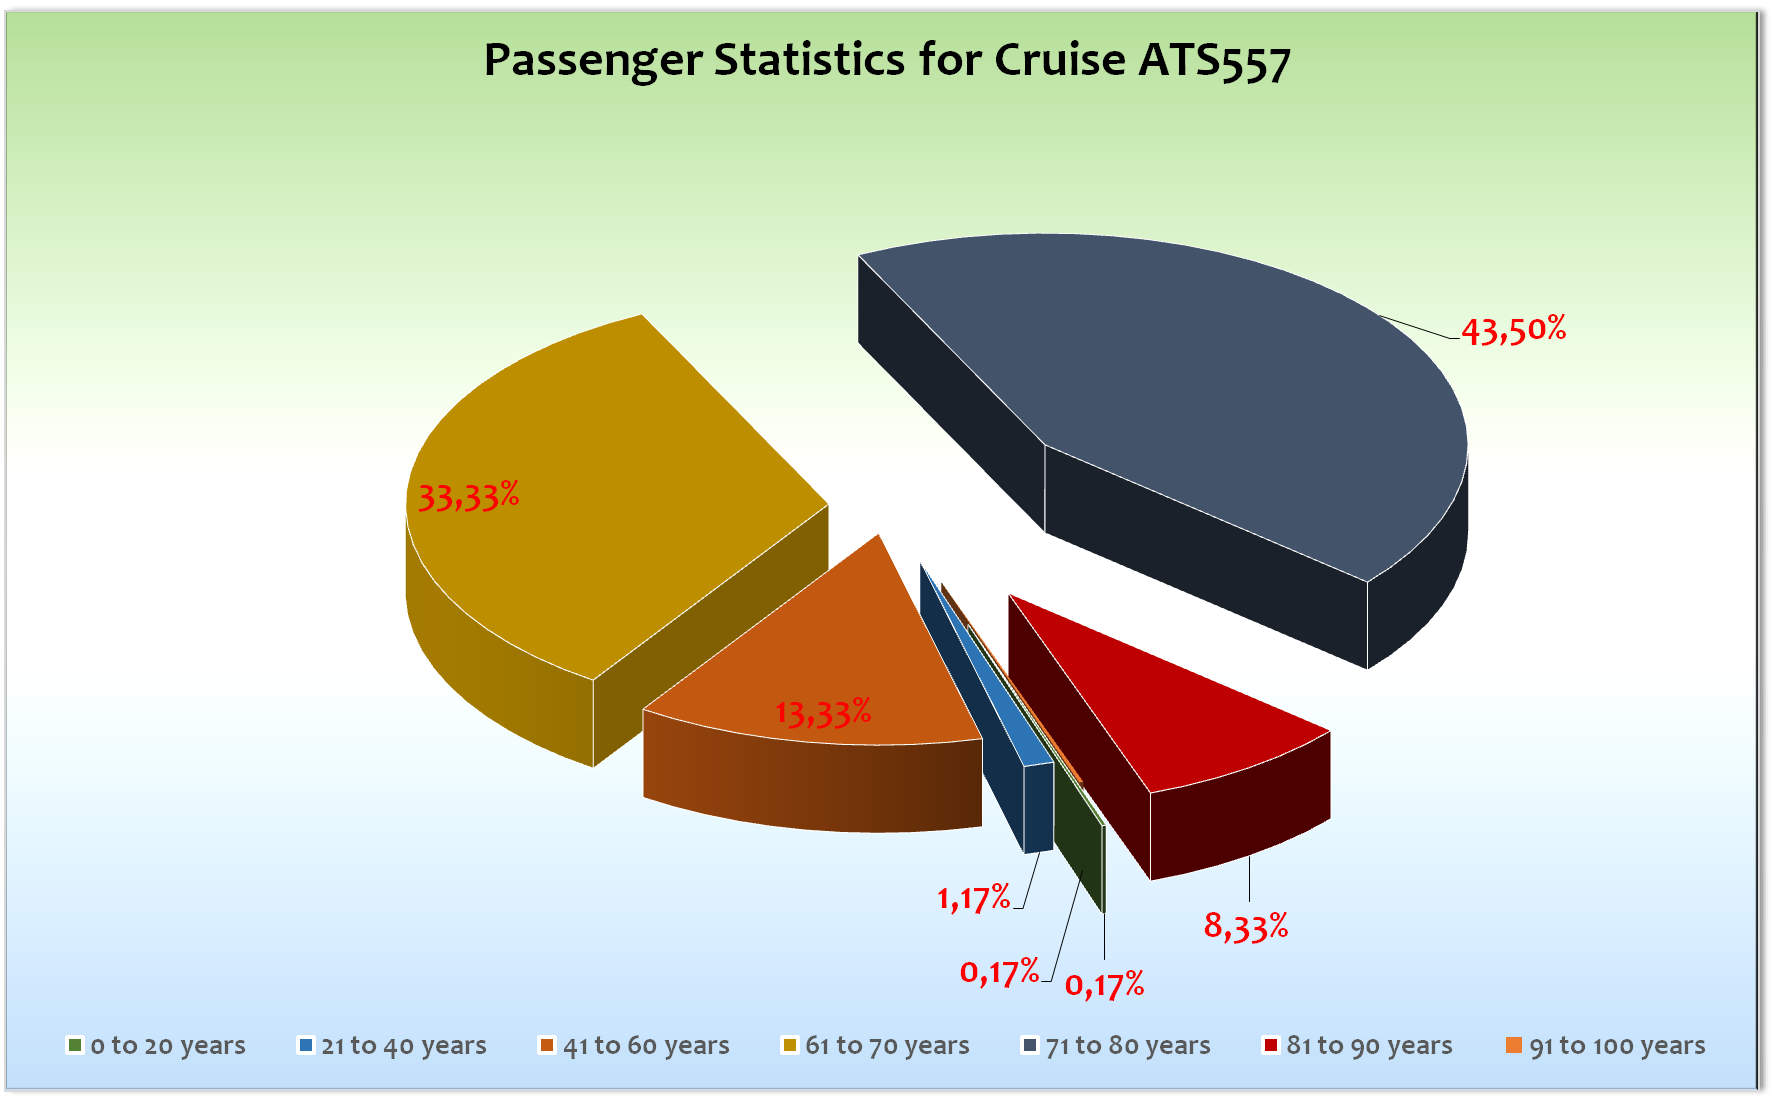 Passenger Statistics for Cruise ATS557
43,50%
33,33%
13,33%
1,17%
8,33%
0,17%
0,17%
0 to 20 years
21 to 40 years
41 to 60 years
61 to 70 years
71 to 80 years
81 to 90 years
91 to 100 years